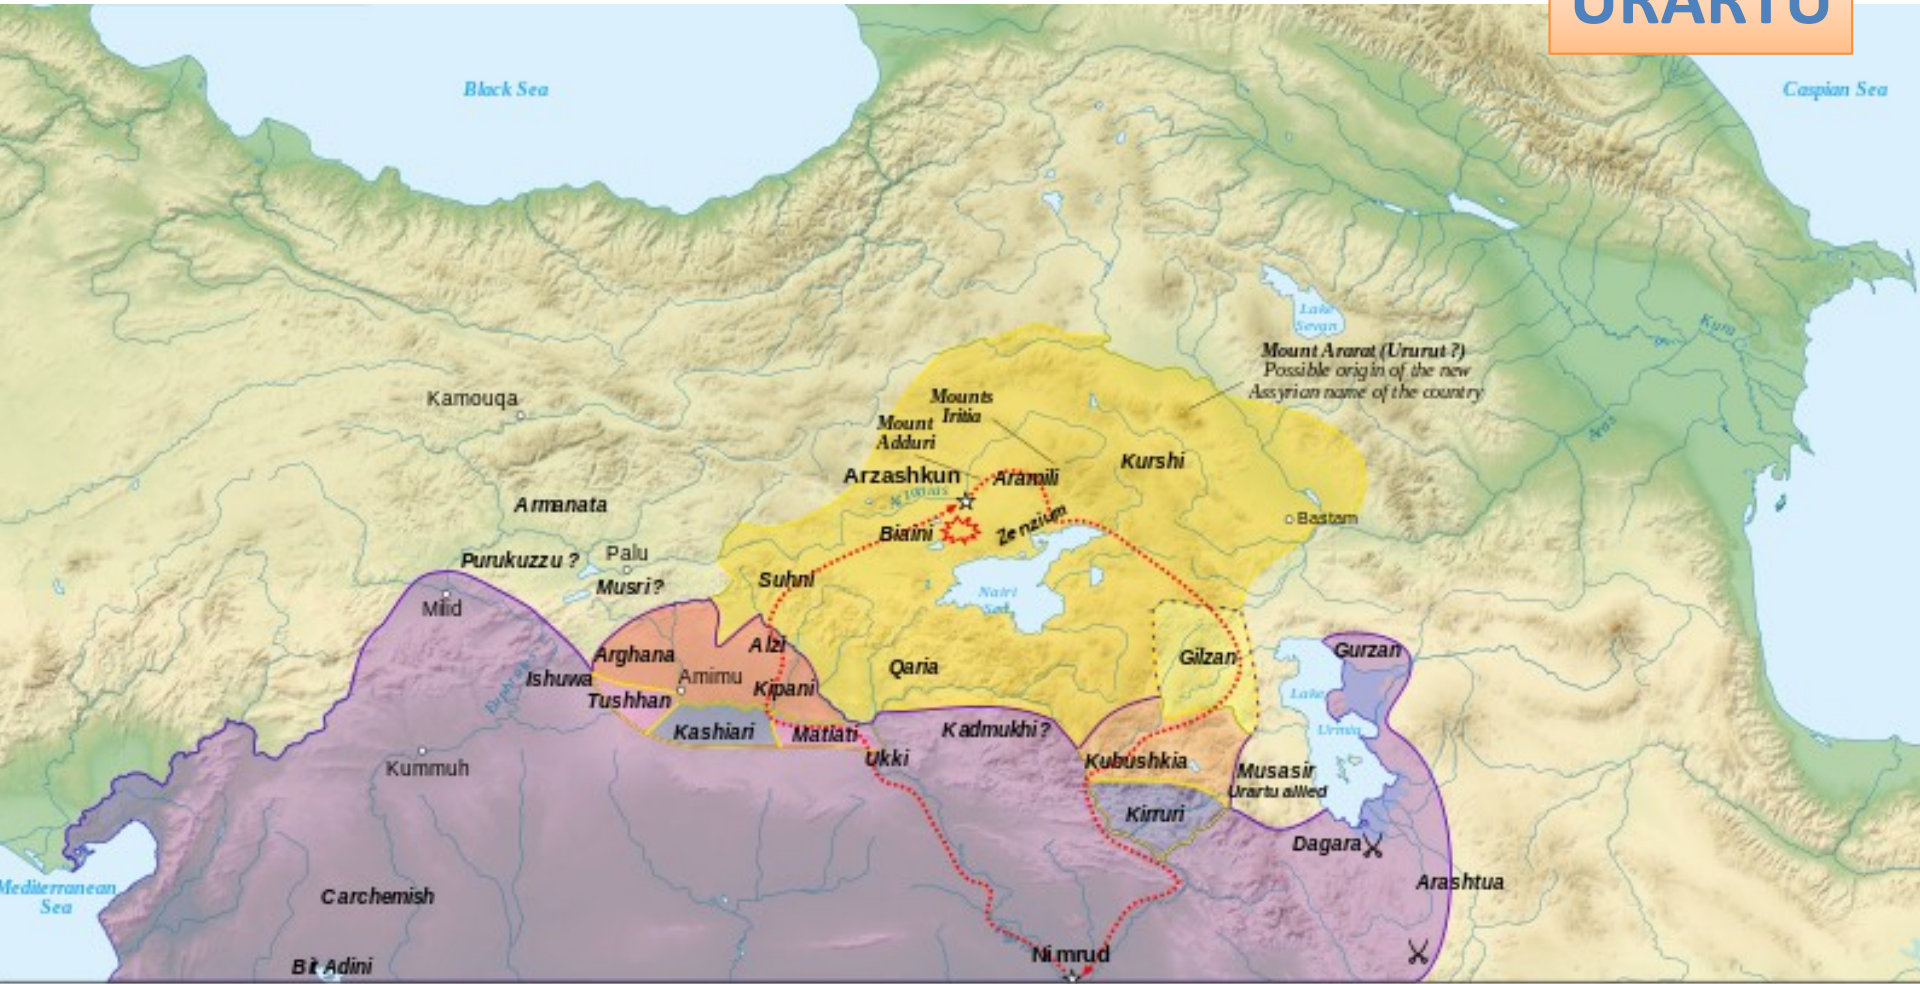 URARTU
Black Sea
Caspian Sea
Lake
Sevan
Kura
Mount Ararat (Ururut ?)
Possible origin of the new
Assyrian name of the country
Kamouqa
Mounts
Iritia
Mount
Adduri
Aras
Kurshi
Arzashkun
Aramili
Armanata
Bastam
Zenzium
Biaini
Purukuzzu ?
Palu
Musri ?
Suhni
Nairi
Sea
Milid
Alzi
Arghana
Gurzan
Gilzan
Qaria
Ishuwa
Amimu
Kipani
Tushhan
Lake
Urmia
Kashiari
Matiati
Kadmukhi ?
Ukki
Kubushkia
Kummuh
Musasir
Urartu allied
Kirruri
Dagara
Arashtua
Mediterranean
Sea
Carchemish
Nimrud
Bit Adini